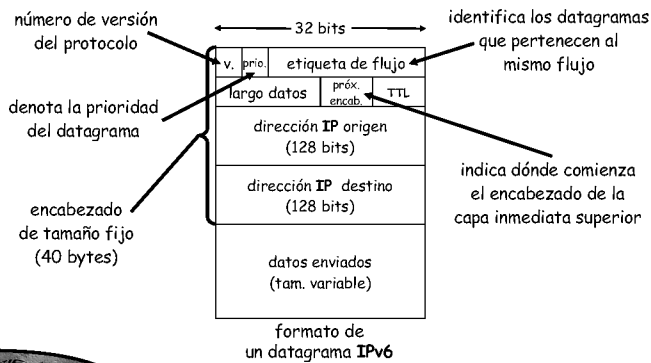 número de versión
del protocolo
32 bits
identifica los datagramas
que pertenecen al
mismo flujo
v.
prio.
etiqueta de flujo
largo datos
próx.
encab.
TTL
denota la prioridad
del datagrama
dirección IP origen
(128 bits)
indica dónde comienza
el encabezado de la
capa inmediata superior
dirección IP destino
(128 bits)
encabezado
de tamaño fijo
(40 bytes)
datos enviados
(tam. variable)
formato de
un datagrama IPv6